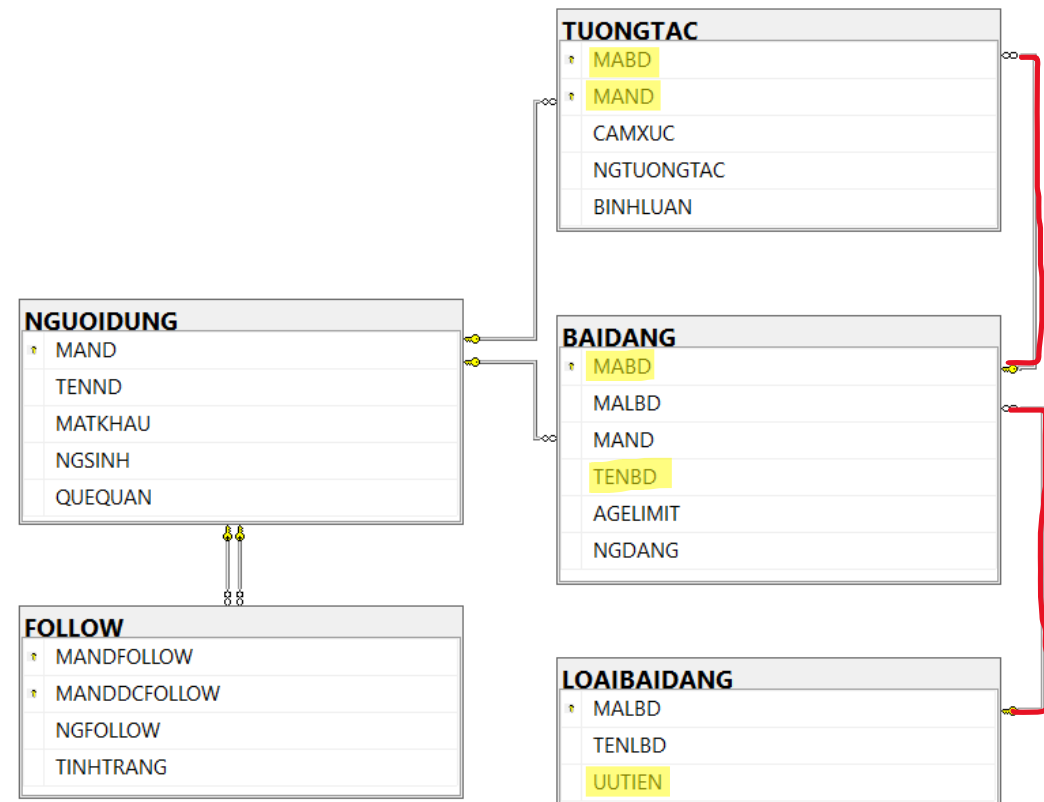 TUONGTAC
MABD
MAND
CAMXUC
NGTUONGTAC
BINHLUAN
NGUOIDUNG
MAND
TENND
MATKHAU
NGSINH
QUEQUAN
BAIDANG
MABD
MALBD
MAND
TENBD
AGELIMIT
NGDANG
FOLLOW
MANDFOLLOW
MANDDCFOLLOW
NGFOLLOW
TINHTRANG
LOAIBAIDANG
MALBD
TENLBD
UUTIEN